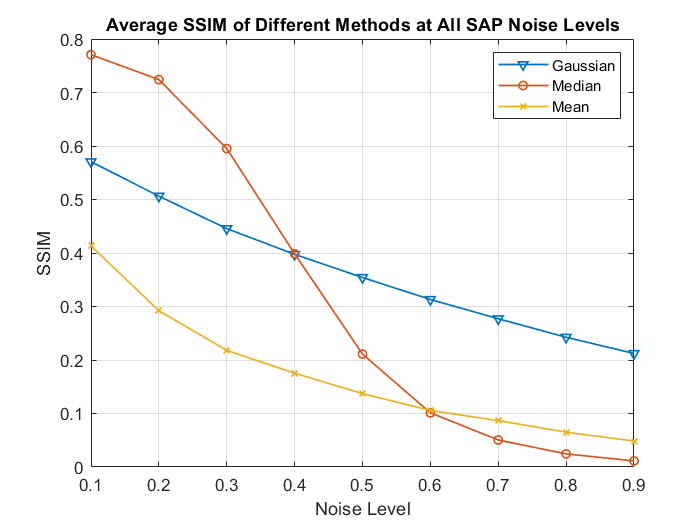 Average SSIM of Different Methods at All SAP Noise Levels
Gaussian
Median
Mean
SSIM
0.8
0.7
0.6
0.5
0.4
0.3
0.2
0.1
0
0.1 0.2 0.3 0.4 0.5 0.6 0.7 0.8 0.9
Noise Level